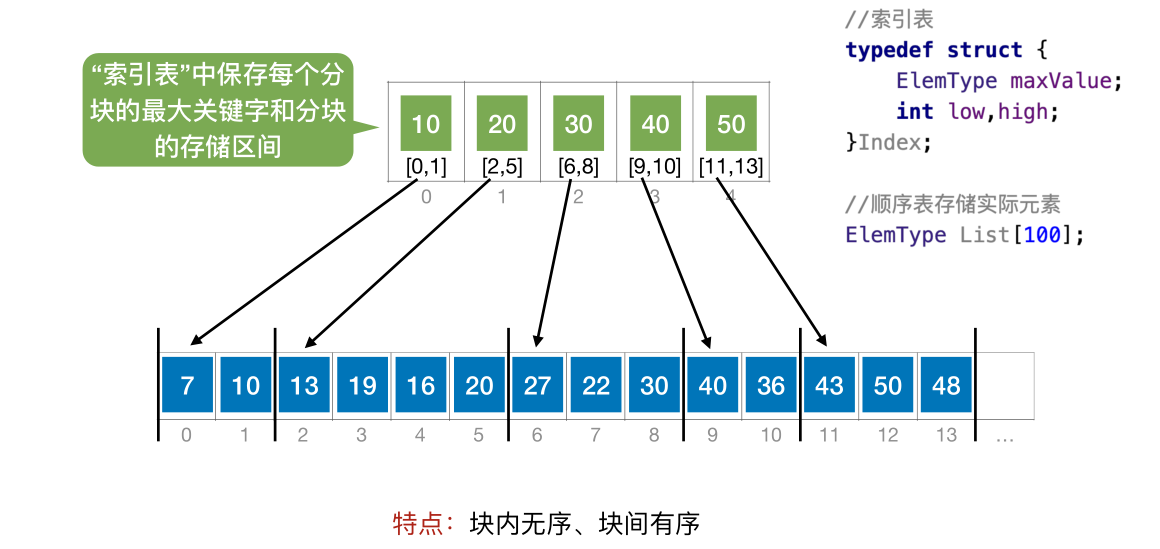 //索引表
typedef struct {
ElemType maxValue;
int low,high;
}Index;
//顺序表存储实际元素
ElemType List[100];
“索引表”中保存每个分
块的最大关键字和分块
的存储区间
10 20 30 40 50
[0,1] [2,5] [6,8] [9,10] [11,13]
0 1 2 3 4
7 10 13 19 16 20 27 22 30 40 36 43 50 48
0 1 2 3 4 5 6 7 8 9 10 11 12 13 ...
特点：块内无序、块间有序